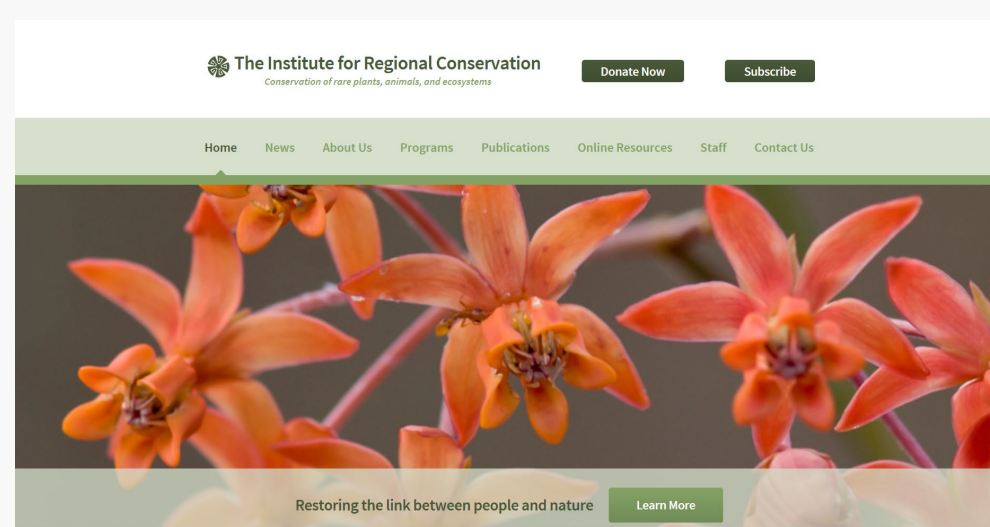 The Institute for Regional Conservation
Conservation of rare plants, animals, and ecosystems
Donate Now
Subscribe
Home News About Us Programs Publications Online Resources Staff Contact Us
Restoring the link between people and nature
Learn More